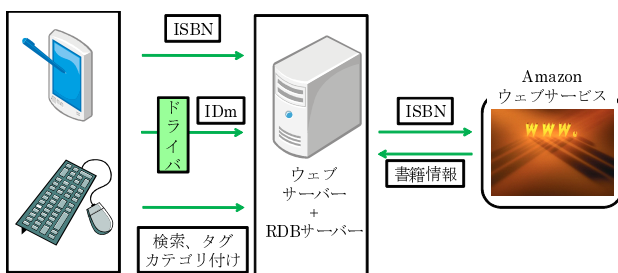 ISBN
ドライバ
IDm
検索、タグ
カテゴリ付け
ウェブ
サーバー
+
RDBサーバー
ISBN
書籍情報
Amazon
ウェブサービス
WWW.